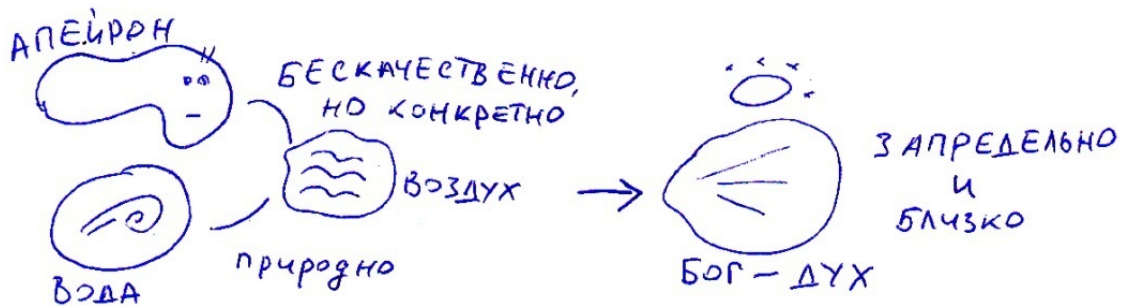 АПЕЙРОН
БЕСКАЧЕСТВЕННО,
НО КОНКРЕТНО
ВОЗДУХ
ВОДА
природно
ЗАПРЕДЕЛЬНО
И
БЛИЗКО
БОГ – ДУХ